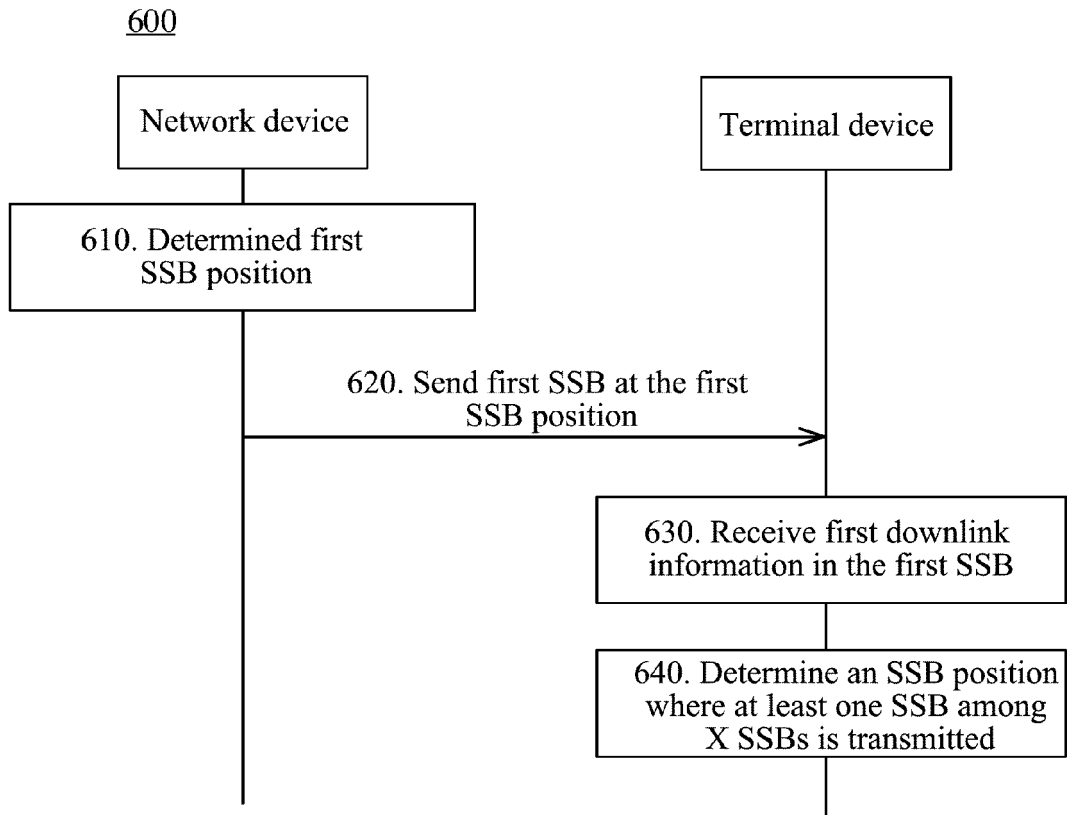 600
Network device
Terminal device
610. Determined first
SSB position
620. Send first SSB at the first
SSB position
630. Receive first downlink
information in the first SSB
640. Determine an SSB position
where at least one SSB among
X SSBs is transmitted